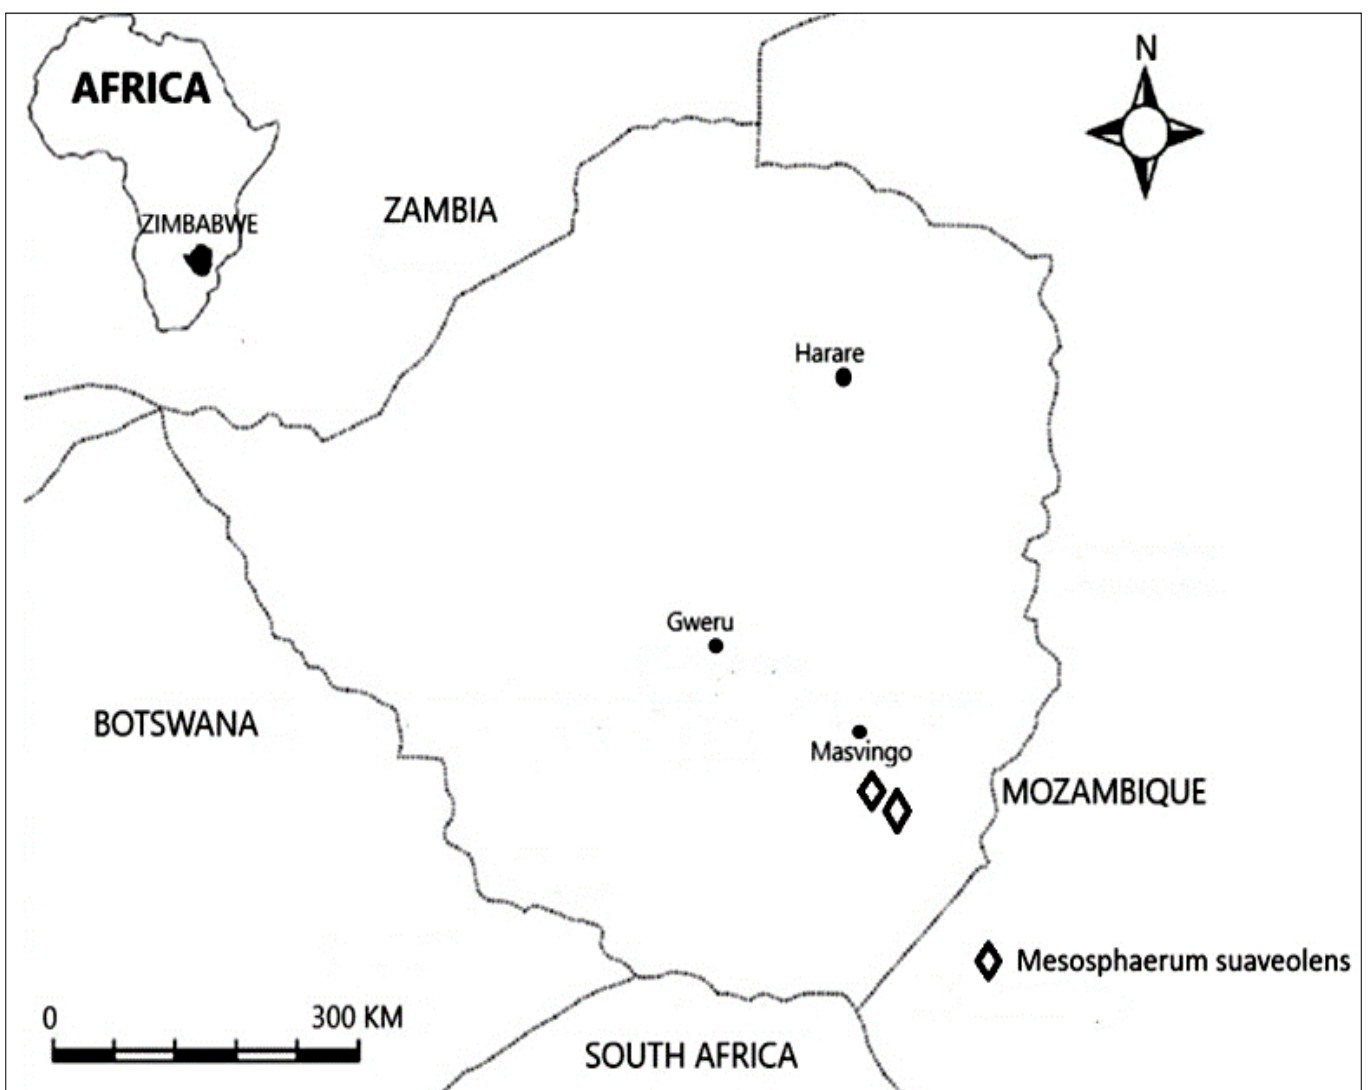 N
AFRICA
ZIMBABWE
ZAMBIA
Harare
Gweru
BOTSWANA
Masvingo
MOZAMBIQUE
Mesosphaerum suaveolens
0 300 KM
SOUTH AFRICA